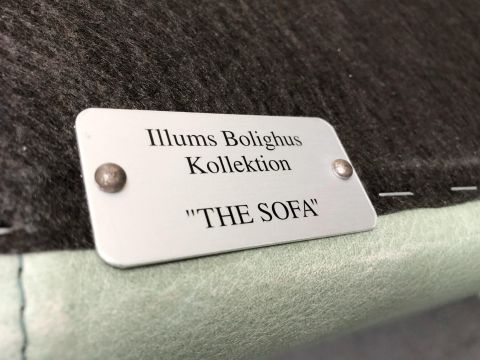 Illums Bolighus
Kollektion
"THE SOFA"